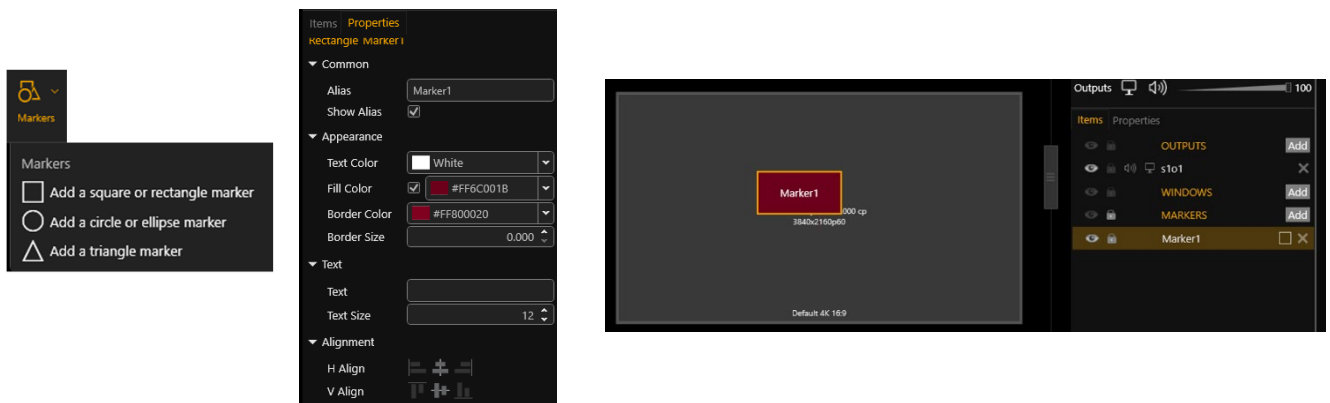 Markers
Markers
Add a square or rectangle marker
Add a circle or ellipse marker
Add a triangle marker
Items Properties
Rectangle Marker1
Common
Alias Marker1
Show Alias
Appearance
Text Color White
Fill Color #FF6C001B
Border Color #FF800020
Border Size 0.000
Text
Text
Text Size 12
Alignment
H Align
V Align
Marker1
000 cp
3840x2160p60
Default 4K 16:9
Outputs 100
Items Properties
OUTPUTS Add
s1o1
WINDOWS Add
MARKERS Add
Marker1